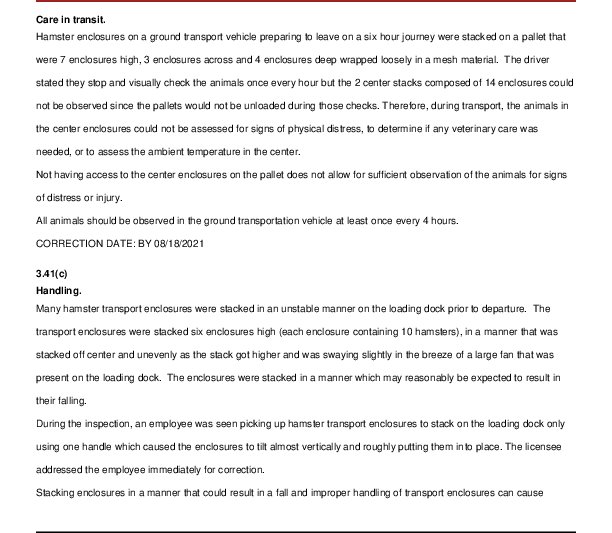 Care in transit.
Hamster enclosures on a ground transport vehicle preparing to leave on a six hour journey were stacked on a pallet that
were 7 enclosures high, 3 enclosures across and 4 enclosures deep wrapped loosely in a mesh material.  The driver
stated they stop and visually check the animals once every hour but the 2 center stacks composed of 14 enclosures could
not be observed since the pallets would not be unloaded during those checks. Therefore, during transport, the animals in
the center enclosures could not be assessed for signs of physical distress, to determine if any veterinary care was
needed, or to assess the ambient temperature in the center.
Not having access to the center enclosures on the pallet does not allow for sufficient observation of the animals for signs
of distress or injury.
All animals should be observed in the ground transportation vehicle at least once every 4 hours.
CORRECTION DATE: BY 08/18/2021
3.41(c)
Handling.
Many hamster transport enclosures were stacked in an unstable manner on the loading dock prior to departure.  The
transport enclosures were stacked six enclosures high (each enclosure containing 10 hamsters), in a manner that was
stacked off center and unevenly as the stack got higher and was swaying slightly in the breeze of a large fan that was
present on the loading dock.  The enclosures were stacked in a manner which may reasonably be expected to result in
their falling.
During the inspection, an employee was seen picking up hamster transport enclosures to stack on the loading dock only
using one handle which caused the enclosures to tilt almost vertically and roughly putting them into place. The licensee
addressed the employee immediately for correction.
Stacking enclosures in a manner that could result in a fall and improper handling of transport enclosures can cause